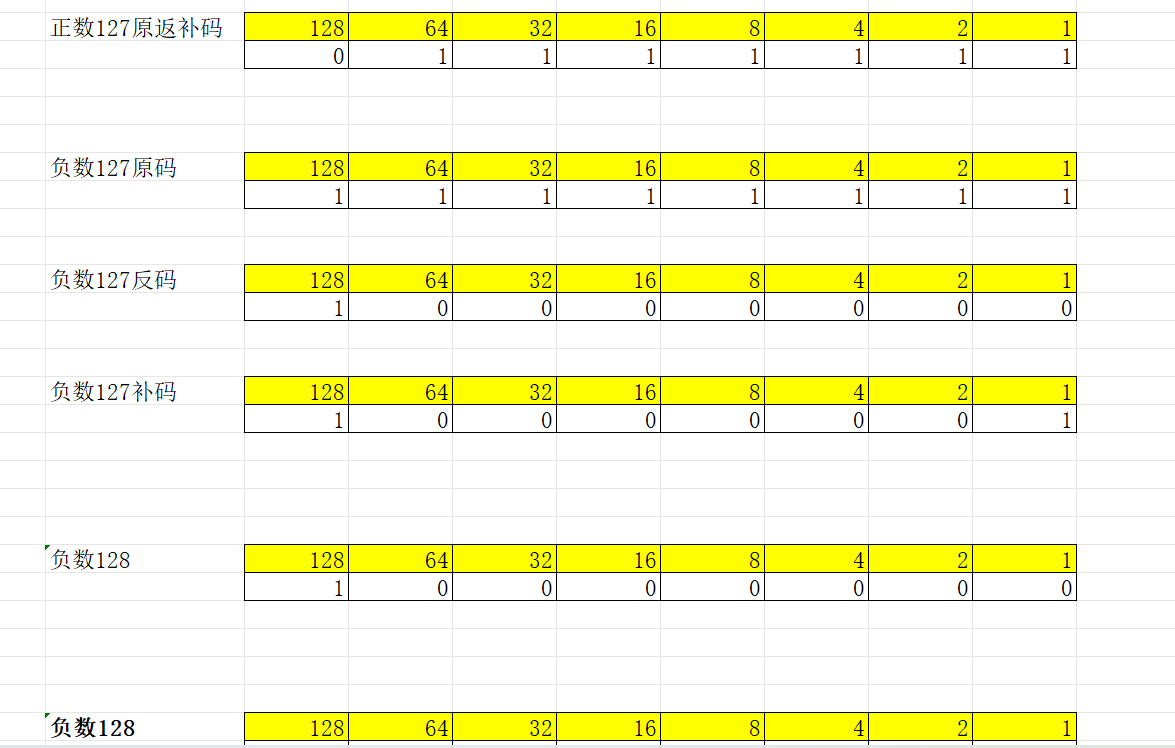 正数127原返补码 128 64 32 16 8 4 2 1
0 1 1 1 1 1 1 1
负数127原码 128 64 32 16 8 4 2 1
1 1 1 1 1 1 1 1
负数127反码 128 64 32 16 8 4 2 1
1 0 0 0 0 0 0 0
负数127补码 128 64 32 16 8 4 2 1
1 0 0 0 0 0 0 1
负数128 128 64 32 16 8 4 2 1
1 0 0 0 0 0 0 0
负数128 128 64 32 16 8 4 2 1